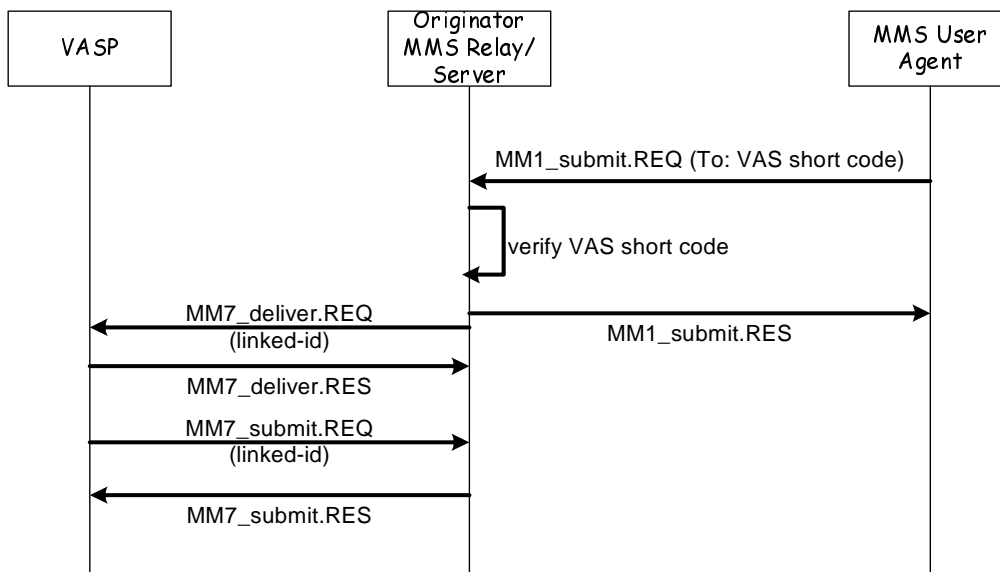 VASP
Originator
MMS Relay/
Server
MMS User
Agent
MM1_submit.REQ (To: VAS short code)
verify VAS short code
MM7_deliver.REQ
(linked-id)
MM1_submit.RES
MM7_deliver.RES
MM7_submit.REQ
(linked-id)
MM7_submit.RES